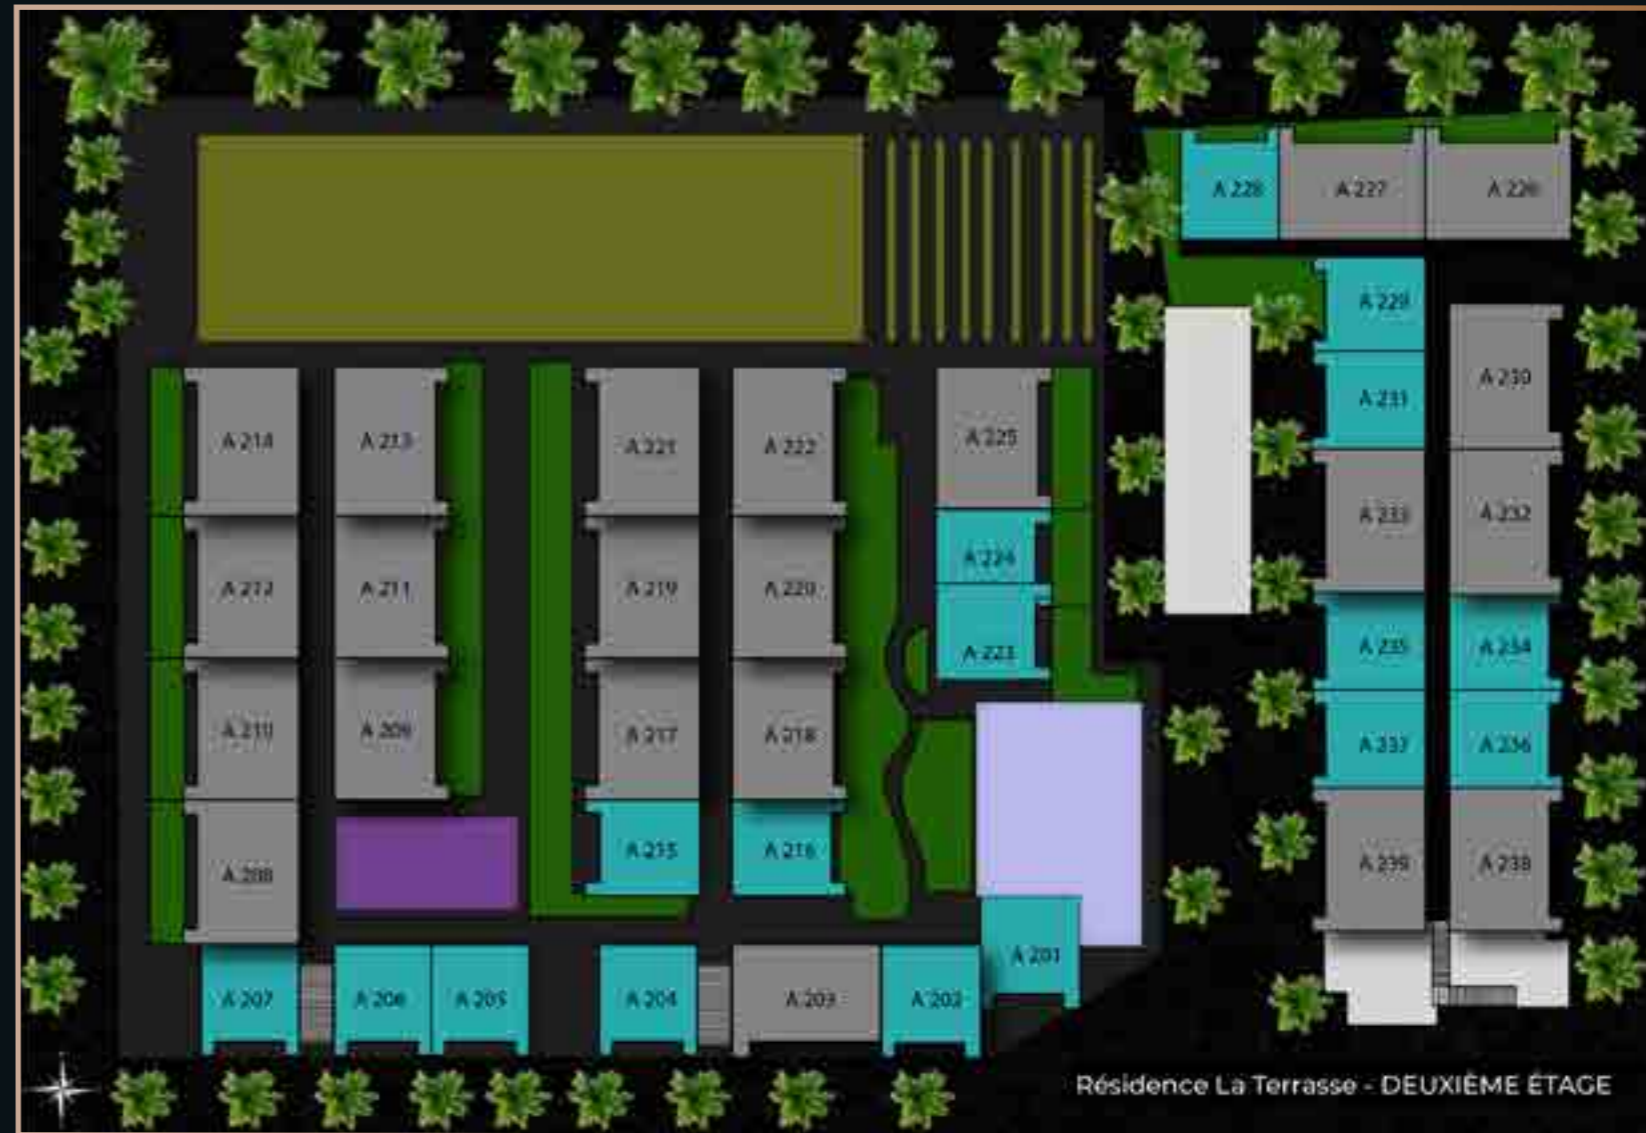 A 228 A 227 A 226
A 229
A 230
A 231
A 214 A 213 A 221 A 222 A 225
A 233 A 232
A 224
A 212 A 211 A 219 A 220
A 223
A 235 A 234
A 210 A 209 A 217 A 218
A 237 A 236
A 215 A 216
A 208
A 239 A 238
A 201
A 207 A 206 A 205 A 204 A 203 A 202
Résidence La Terrasse - DEUXIÈME ÉTAGE